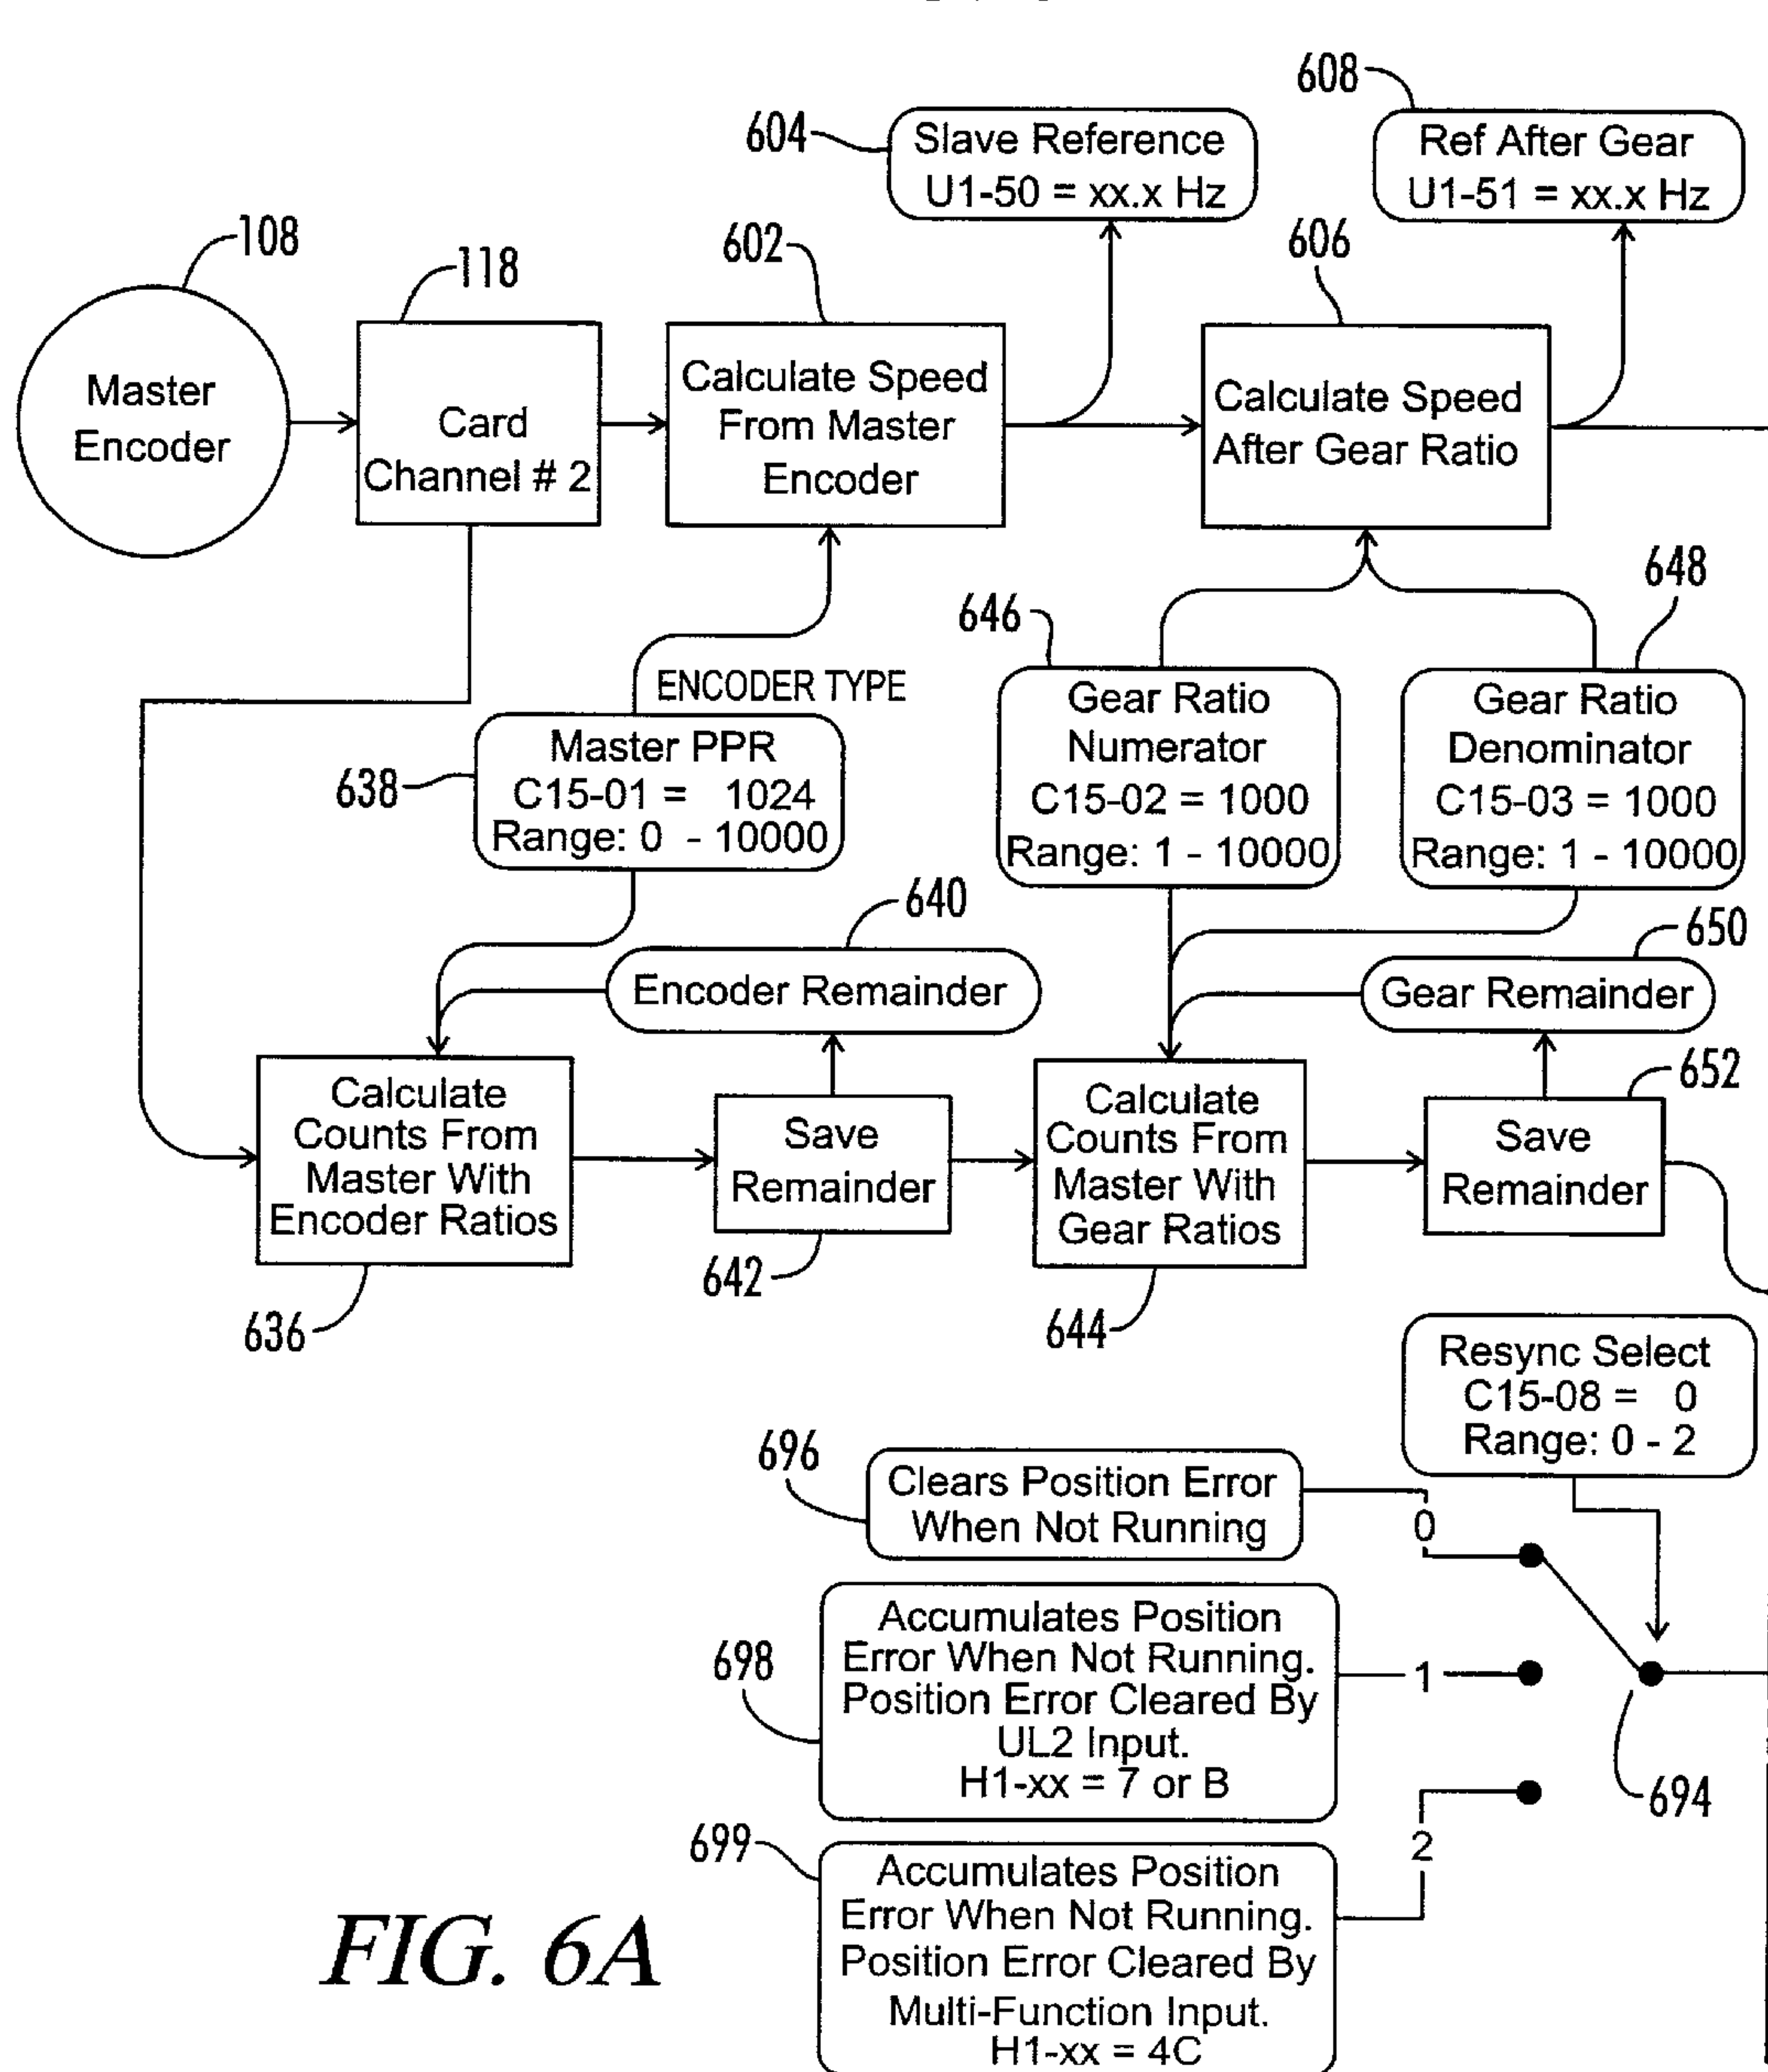 608
604
Slave Reference
U1-50 = xx.x Hz
Ref After Gear
U1-51 = xx.x Hz
108
118
602
606
Master
Encoder
Card
Channel # 2
Calculate Speed
From Master
Encoder
Calculate Speed
After Gear Ratio
646
648
ENCODER TYPE
638
Master PPR
C15-01 = 1024
Range: 0 - 10000
Gear Ratio
Numerator
C15-02 = 1000
Range: 1 - 10000
Gear Ratio
Denominator
C15-03 = 1000
Range: 1 - 10000
640
650
Encoder Remainder
Gear Remainder
652
Calculate
Counts From
Master With
Encoder Ratios
Save
Remainder
Calculate
Counts From
Master With
Gear Ratios
Save
Remainder
636
642
644
Resync Select
C15-08 = 0
Range: 0 - 2
696
Clears Position Error
When Not Running
0
698
Accumulates Position
Error When Not Running.
Position Error Cleared By
UL2 Input.
H1-xx = 7 or B
1
694
699
Accumulates Position
Error When Not Running.
Position Error Cleared By
Multi-Function Input.
H1-xx = 4C
2
FIG. 6A